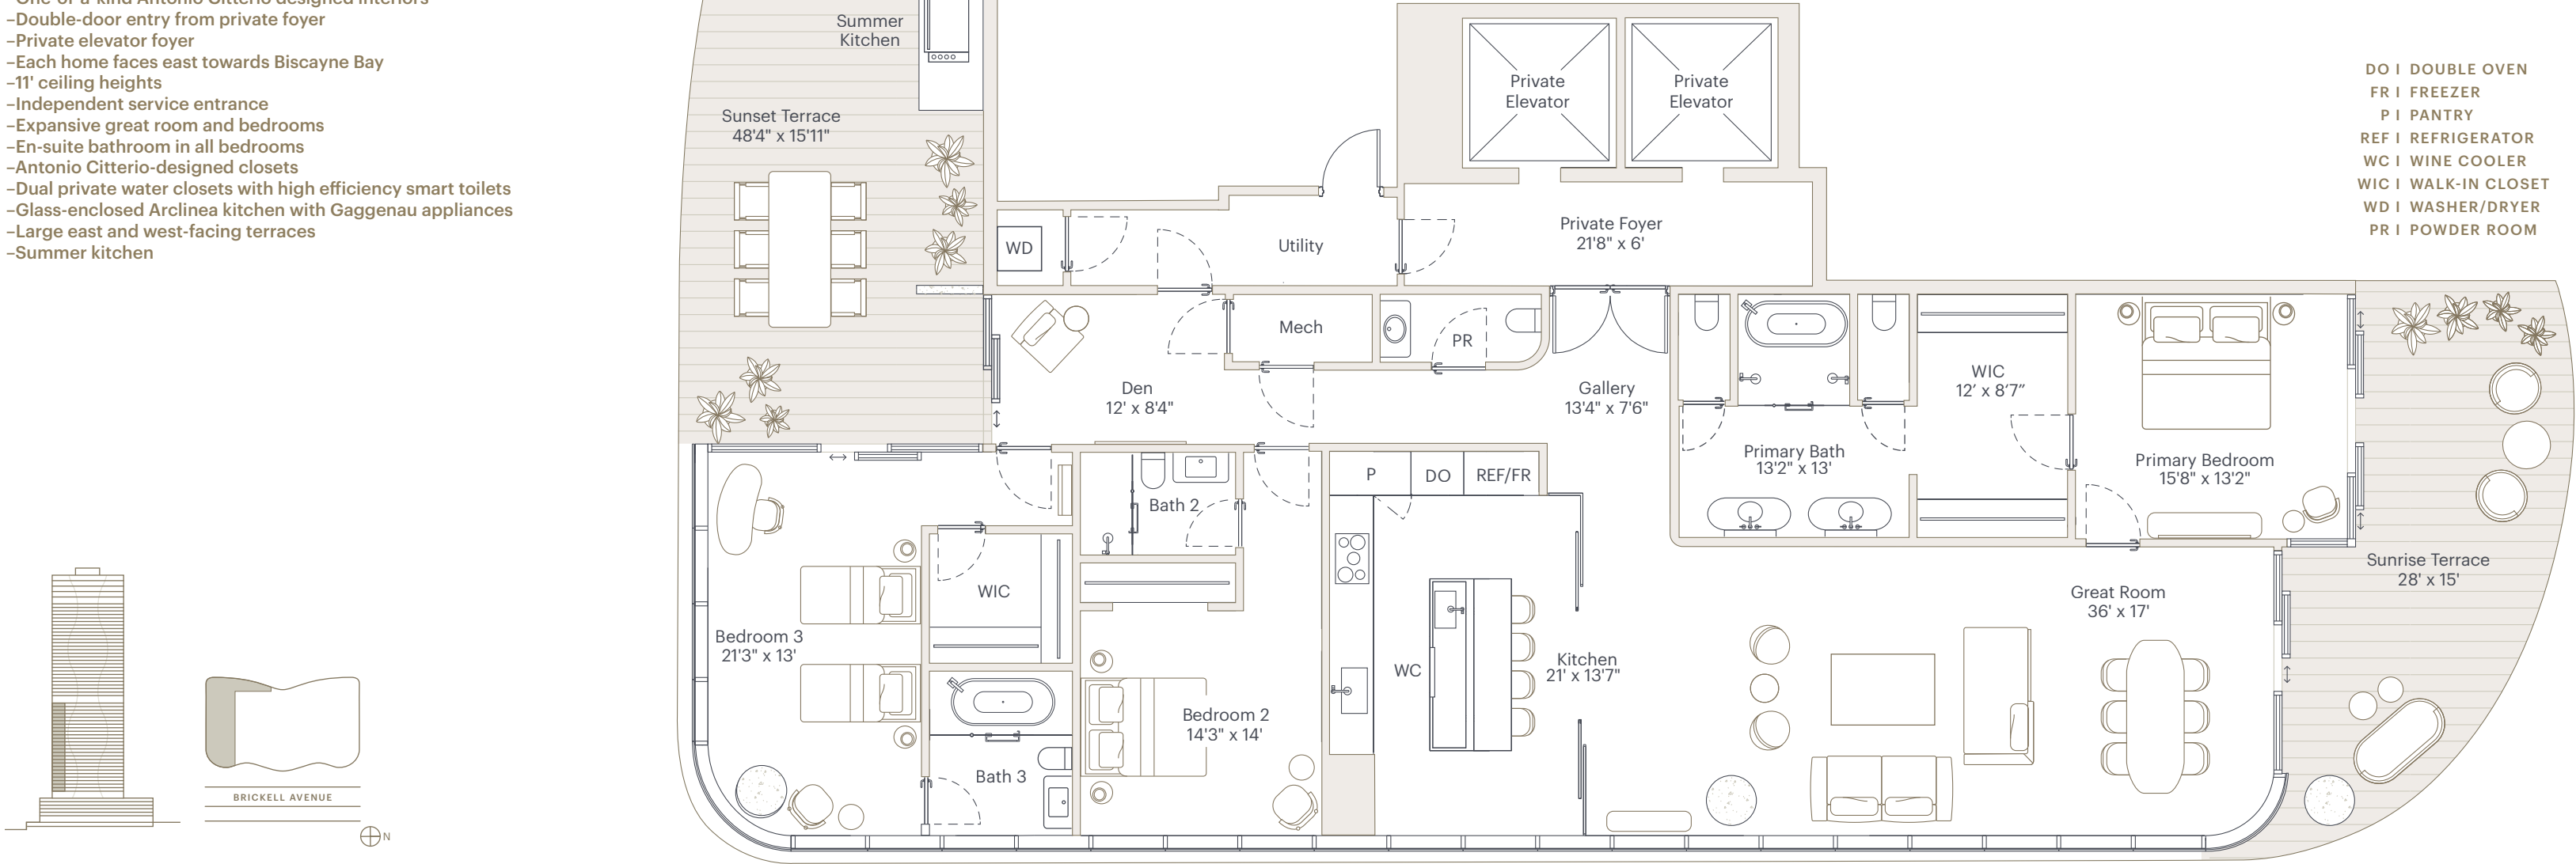 –One-of-a-kind Antonio Citterio designed interiors
–Double-door entry from private foyer
–Private elevator foyer
–Each home faces east towards Biscayne Bay
–11' ceiling heights
–Independent service entrance
–Expansive great room and bedrooms
–En-suite bathroom in all bedrooms
–Antonio Citterio-designed closets
–Dual private water closets with high efficiency smart toilets
–Glass-enclosed Arclinea kitchen with Gaggenau appliances
–Large east and west-facing terraces
–Summer kitchen
Summer
Kitchen
Sunset Terrace
48'4" x 15'11"
Private
Elevator
Private
Elevator
DO I DOUBLE OVEN
FR I FREEZER
P I PANTRY
REF I REFRIGERATOR
WC I WINE COOLER
WIC I WALK-IN CLOSET
WD I WASHER/DRYER
PR I POWDER ROOM
WD
Utility
Private Foyer
21'8" x 6'
Mech
PR
Den
12' x 8'4"
Gallery
13'4" x 7'6"
WIC
12’ x 8‘7”
Primary Bath
13'2" x 13'
Primary Bedroom
15'8" x 13'2"
P
DO
REF/FR
Bath 2
Sunrise Terrace
28' x 15'
WIC
Great Room
36' x 17'
Bedroom 3
21'3" x 13'
WC
Kitchen
21' x 13'7"
Bedroom 2
14'3" x 14'
Bath 3
BRICKELL AVENUE
N